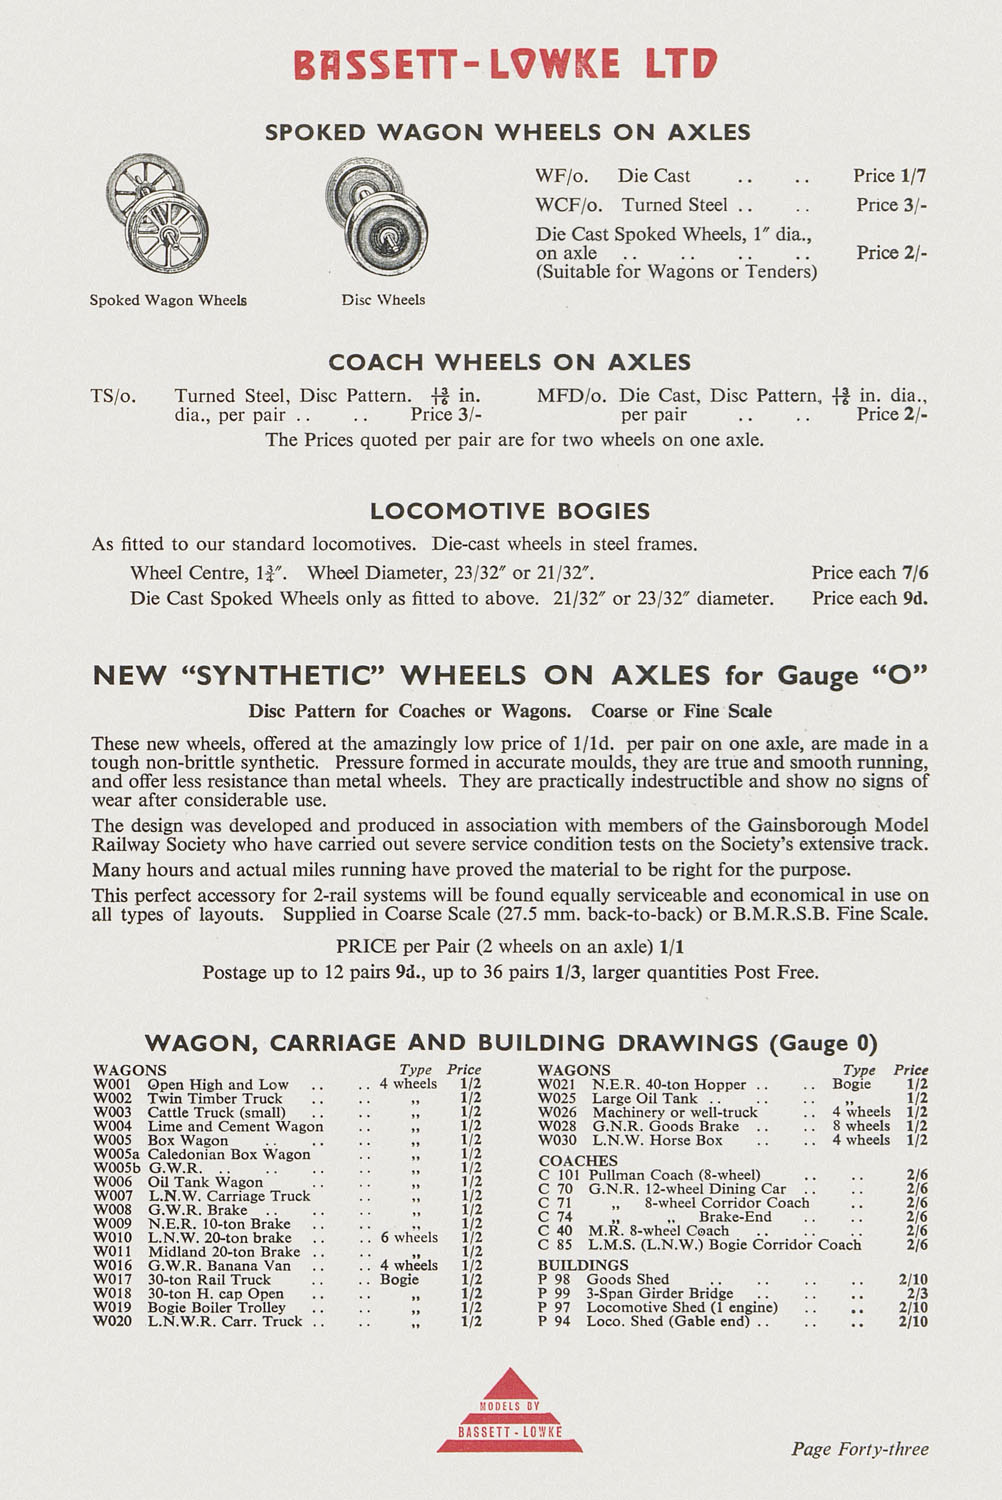 BASSETT-LOWKE LTD
SPOKED WAGON WHEELS ON AXLES
Spoked Wagon Wheels
Disc Wheels
WF/o. Die Cast .. .. Price 1/7
WCF/o. Turned Steel .. .. Price 3/-
Die Cast Spoked Wheels, 1″ dia.,
on axle .. .. .. .. Price 2/-
(Suitable for Wagons or Tenders)
COACH WHEELS ON AXLES
TS/o. Turned Steel, Disc Pattern. 13/16 in.
dia., per pair .. .. Price 3/-
MFD/o. Die Cast, Disc Pattern, 13/16 in. dia.,
per pair .. .. Price 2/-
The Prices quoted per pair are for two wheels on one axle.
LOCOMOTIVE BOGIES
As fitted to our standard locomotives. Die-cast wheels in steel frames.
Wheel Centre, 1¾″. Wheel Diameter, 23/32″ or 21/32″. Price each 7/6
Die Cast Spoked Wheels only as fitted to above. 21/32″ or 23/32″ diameter. Price each 9d.
NEW “SYNTHETIC” WHEELS ON AXLES for Gauge “O”
Disc Pattern for Coaches or Wagons. Coarse or Fine Scale
These new wheels, offered at the amazingly low price of 1/1d. per pair on one axle, are made in a
tough non-brittle synthetic. Pressure formed in accurate moulds, they are true and smooth running,
and offer less resistance than metal wheels. They are practically indestructible and show no signs of
wear after considerable use.
The design was developed and produced in association with members of the Gainsborough Model
Railway Society who have carried out severe service condition tests on the Society's extensive track.
Many hours and actual miles running have proved the material to be right for the purpose.
This perfect accessory for 2-rail systems will be found equally serviceable and economical in use on
all types of layouts. Supplied in Coarse Scale (27.5 mm. back-to-back) or B.M.R.S.B. Fine Scale.
PRICE per Pair (2 wheels on an axle) 1/1
Postage up to 12 pairs 9d., up to 36 pairs 1/3, larger quantities Post Free.
WAGON, CARRIAGE AND BUILDING DRAWINGS (Gauge 0)
WAGONS Type Price
W001 Open High and Low .. .. 4 wheels 1/2
W002 Twin Timber Truck .. .. ,, 1/2
W003 Cattle Truck (small) .. .. ,, 1/2
W004 Lime and Cement Wagon .. ,, 1/2
W005 Box Wagon .. .. .. ,, 1/2
W005a Caledonian Box Wagon .. ,, 1/2
W005b G.W.R. .. .. .. .. ,, 1/2
W006 Oil Tank Wagon .. .. ,, 1/2
W007 L.N.W. Carriage Truck .. ,, 1/2
W008 G.W.R. Brake .. .. .. ,, 1/2
W009 N.E.R. 10-ton Brake .. .. ,, 1/2
W010 L.N.W. 20-ton brake .. .. 6 wheels 1/2
W011 Midland 20-ton Brake .. .. ,, 1/2
W016 G.W.R. Banana Van .. .. 4 wheels 1/2
W017 30-ton Rail Truck .. .. Bogie 1/2
W018 30-ton H. cap Open .. .. ,, 1/2
W019 Bogie Boiler Trolley .. .. ,, 1/2
W020 L.N.W.R. Carr. Truck .. .. ,, 1/2
WAGONS Type Price
W021 N.E.R. 40-ton Hopper .. .. Bogie 1/2
W025 Large Oil Tank .. .. .. ,, 1/2
W026 Machinery or well-truck .. 4 wheels 1/2
W028 G.N.R. Goods Brake .. .. 8 wheels 1/2
W030 L.N.W. Horse Box .. .. 4 wheels 1/2
COACHES
C 101 Pullman Coach (8-wheel) .. .. 2/6
C 70 G.N.R. 12-wheel Dining Car .. .. 2/6
C 71 ,, 8-wheel Corridor Coach .. 2/6
C 74 ,, ,, Brake-End .. .. 2/6
C 40 M.R. 8-wheel Coach .. .. .. 2/6
C 85 L.M.S. (L.N.W.) Bogie Corridor Coach 2/6
BUILDINGS
P 98 Goods Shed .. .. .. .. 2/10
P 99 3-Span Girder Bridge .. .. .. 2/3
P 97 Locomotive Shed (1 engine) .. .. 2/10
P 94 Loco. Shed (Gable end) .. .. .. 2/10
MODELS BY
BASSETT-LOWKE
Page Forty-three